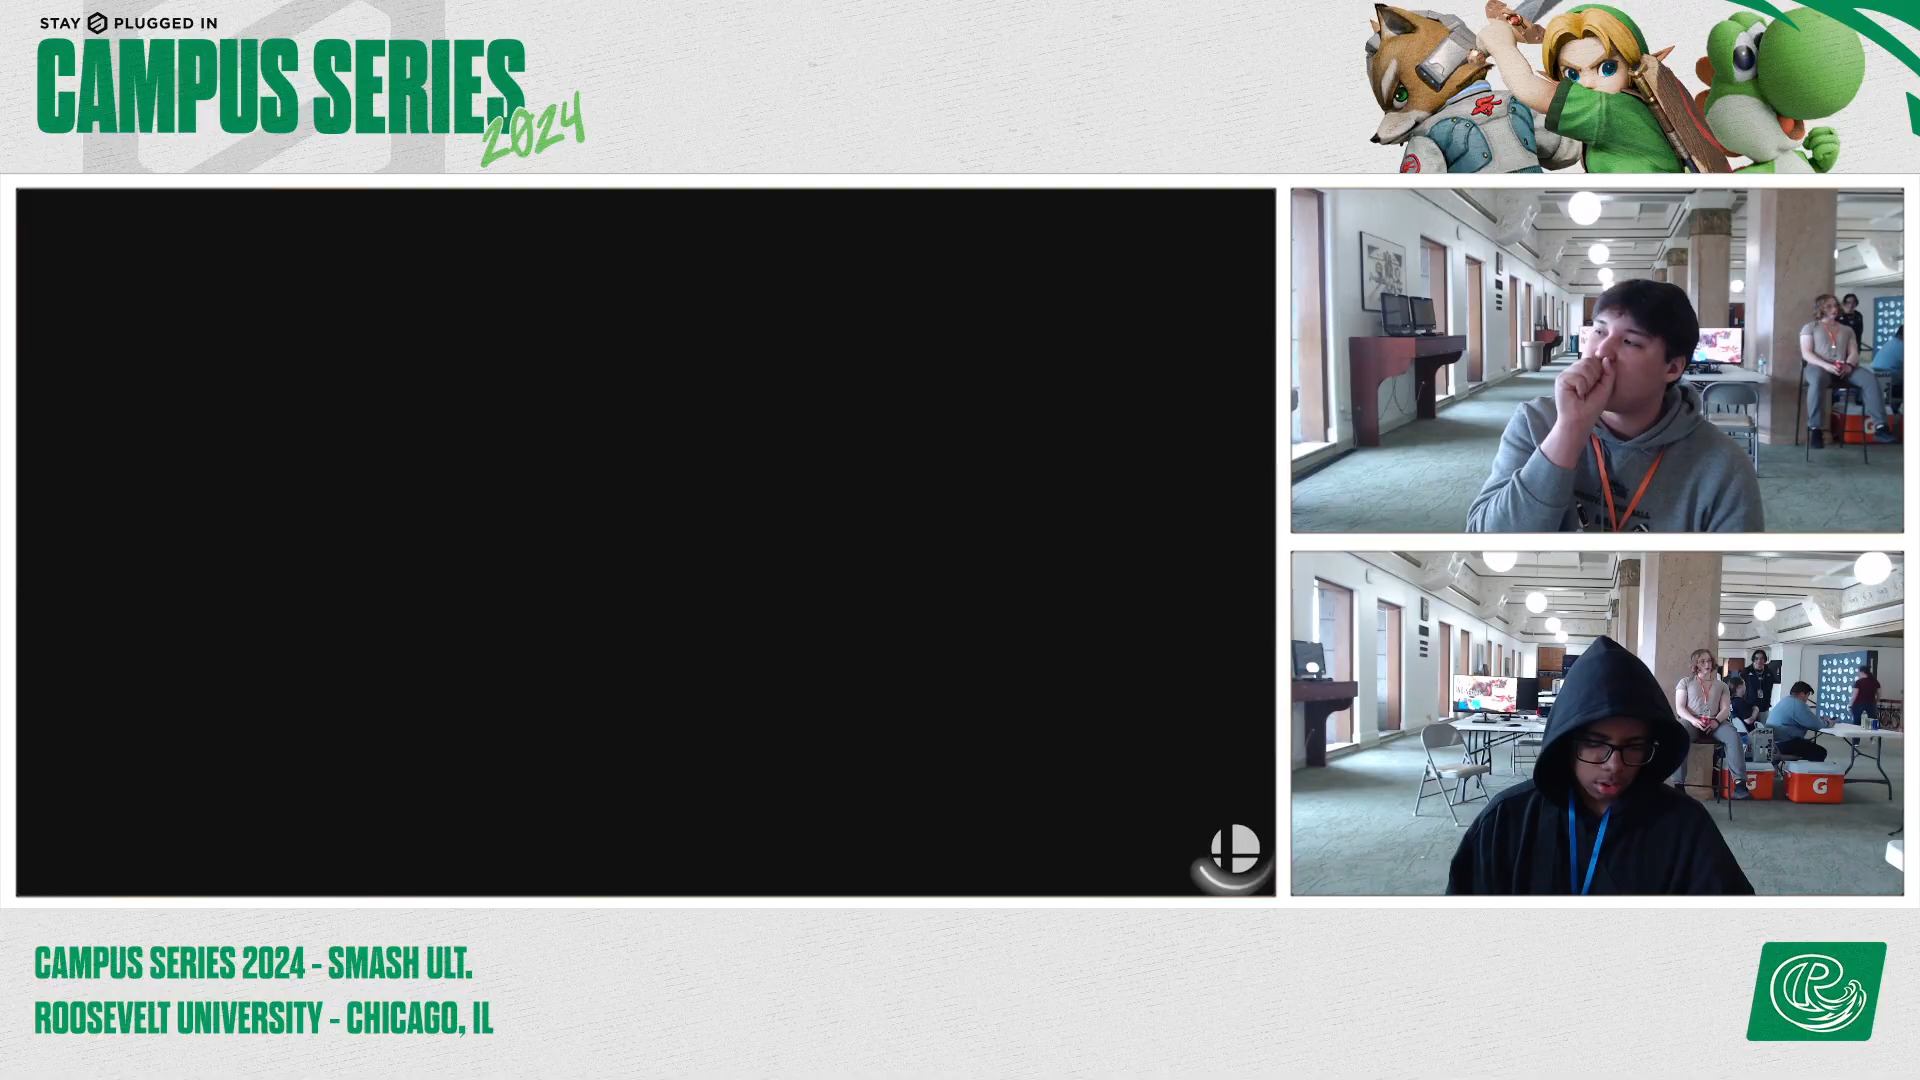 STAY PLUGGED IN
CAMPUS SERIES
2024
G
G
G
CAMPUS SERIES 2024 - SMASH ULT.
ROOSEVELT UNIVERSITY - CHICAGO, IL
R